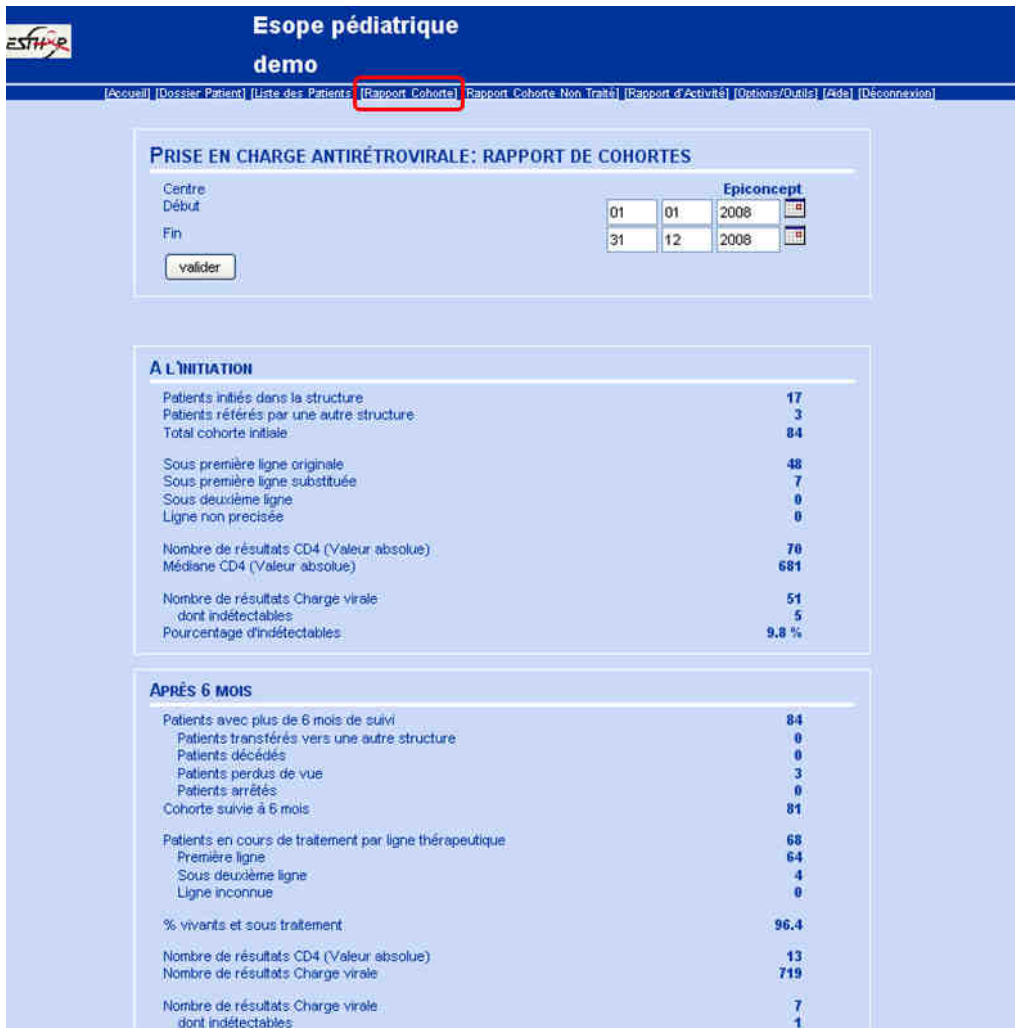 ESTHER
Esope pédiatrique
demo
[Accueil] [Dossier Patient] [Liste des Patients] [Rapport Cohorte] [Rapport Cohorte Non Traité] [Rapport d'Activité] [Options/Outils] [Aide] [Déconnexion]
PRISE EN CHARGE ANTIRÉTROVIRALE: RAPPORT DE COHORTES
Centre Epiconcept
Début 01 01 2008
Fin 31 12 2008
valider
A L'INITIATION
Patients initiés dans la structure 17
Patients référés par une autre structure 3
Total cohorte initiale 84
Sous première ligne originale 48
Sous première ligne substituée 7
Sous deuxième ligne 0
Ligne non precisée 0
Nombre de résultats CD4 (Valeur absolue) 70
Médiane CD4 (Valeur absolue) 681
Nombre de résultats Charge virale 51
dont indétectables 5
Pourcentage d'indétectables 9.8 %
APRÈS 6 MOIS
Patients avec plus de 6 mois de suivi 84
Patients transférés vers une autre structure 0
Patients décédés 0
Patients perdus de vue 3
Patients arrêtés 0
Cohorte suivie à 6 mois 81
Patients en cours de traitement par ligne thérapeutique 68
Première ligne 64
Sous deuxième ligne 4
Ligne inconnue 0
% vivants et sous traitement 96.4
Nombre de résultats CD4 (Valeur absolue) 13
Nombre de résultats Charge virale 719
Nombre de résultats Charge virale 7
dont indétectables 1